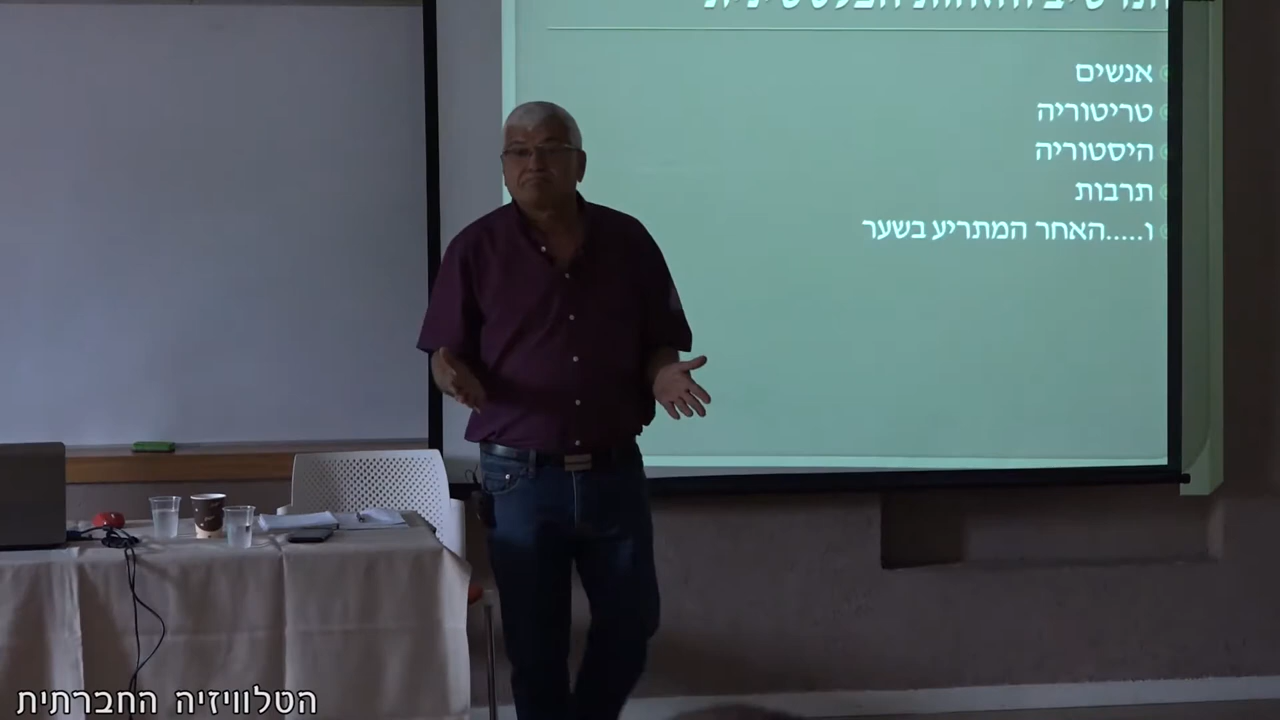 אנשים
טריטוריה
היסטוריה
תרבות
ו.....האחר המתריע בשער
הטלוויזיה החברתית